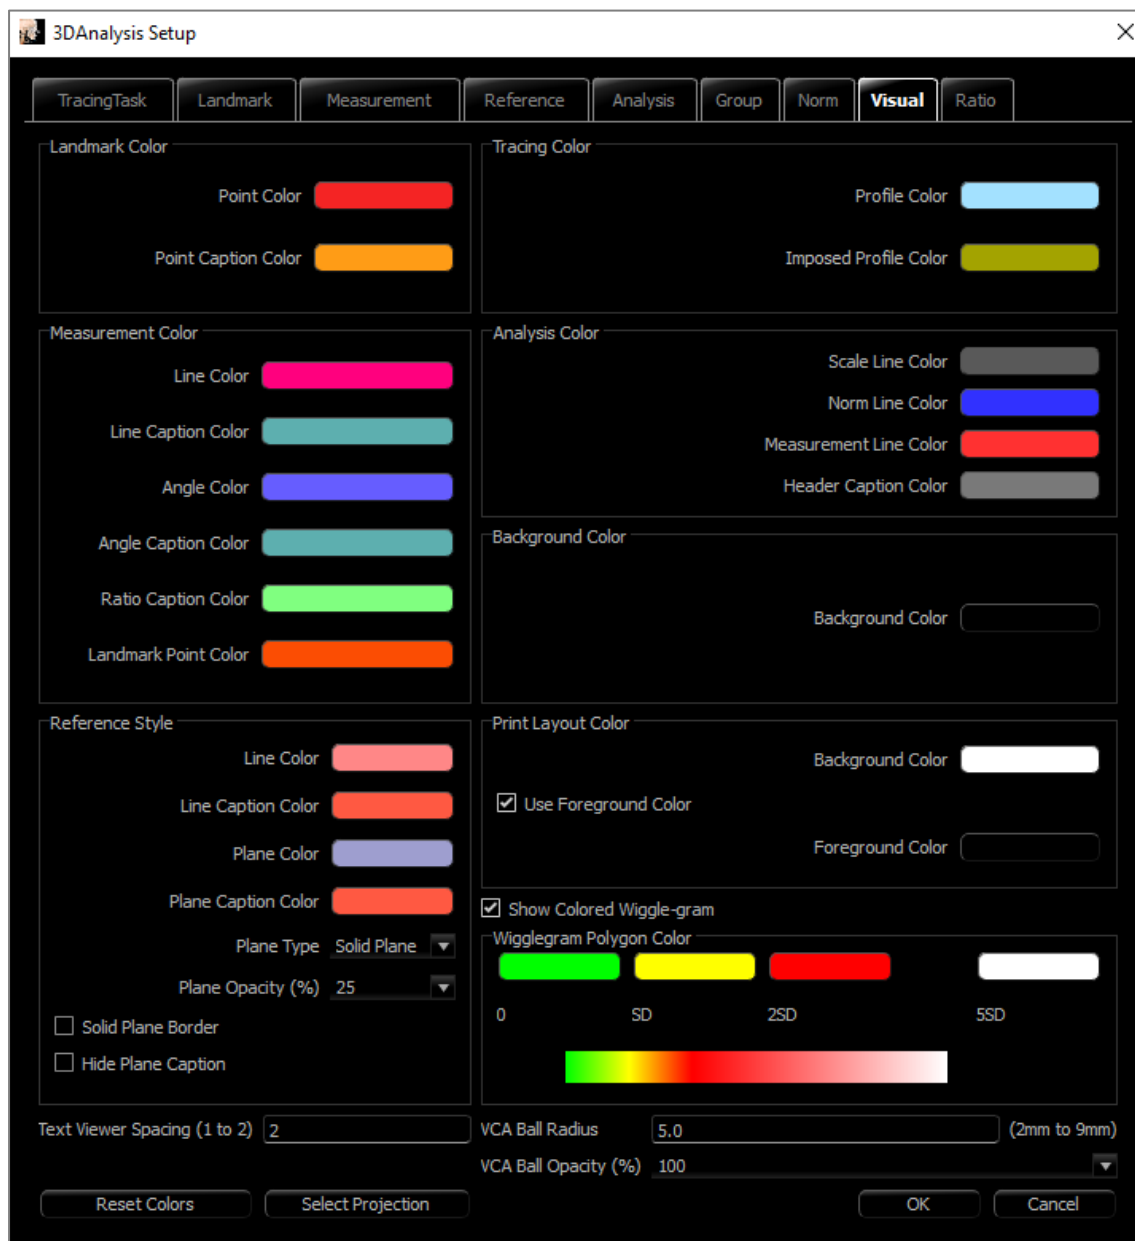 3DAnalysis Setup
TracingTask Landmark Measurement Reference Analysis Group Norm Visual Ratio
Landmark Color
Point Color
Point Caption Color
Tracing Color
Profile Color
Imposed Profile Color
Measurement Color
Line Color
Line Caption Color
Angle Color
Angle Caption Color
Ratio Caption Color
Landmark Point Color
Analysis Color
Scale Line Color
Norm Line Color
Measurement Line Color
Header Caption Color
Background Color
Background Color
Reference Style
Line Color
Line Caption Color
Plane Color
Plane Caption Color
Plane Type Solid Plane
Plane Opacity (%) 25
Solid Plane Border
Hide Plane Caption
Print Layout Color
Background Color
Use Foreground Color
Foreground Color
Show Colored Wiggle-gram
Wigglegram Polygon Color
0 SD 2SD 5SD
Text Viewer Spacing (1 to 2) 2
VCA Ball Radius 5.0 (2mm to 9mm)
VCA Ball Opacity (%) 100
Reset Colors Select Projection OK Cancel